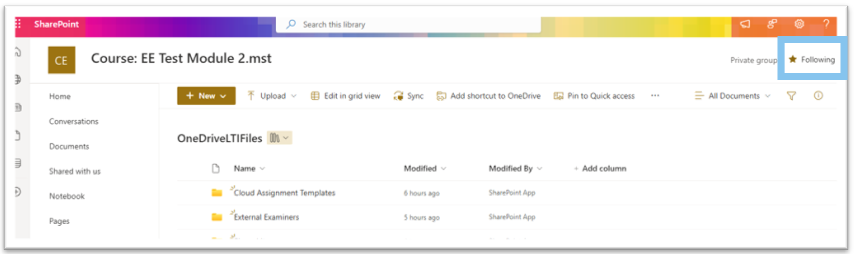 SharePoint
Search this library
?
CE
Course: EE Test Module 2.mst
Private group
★ Following
Home
+ New
Upload
Edit in grid view
Sync
Add shortcut to OneDrive
Pin to Quick access
···
All Documents
Conversations
Documents
OneDriveLTIFiles
Shared with us
Name
Modified
Modified By
+ Add column
Notebook
Cloud Assignment Templates
6 hours ago
SharePoint App
Pages
External Examiners
5 hours ago
SharePoint App